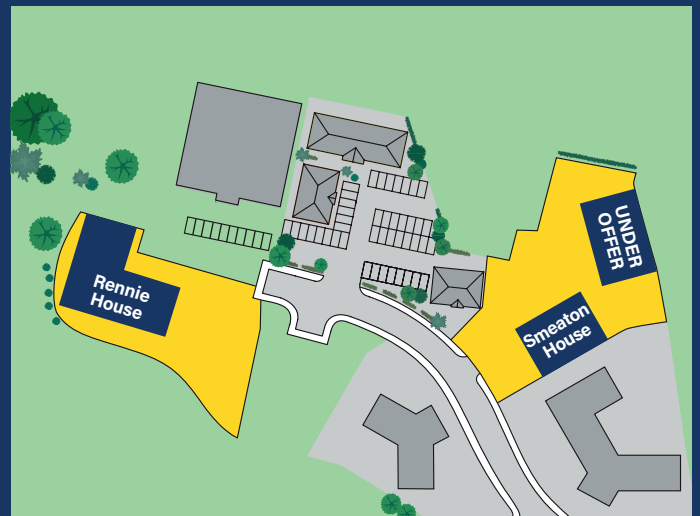 Rennie
House
UNDER
OFFER
Smeaton
House